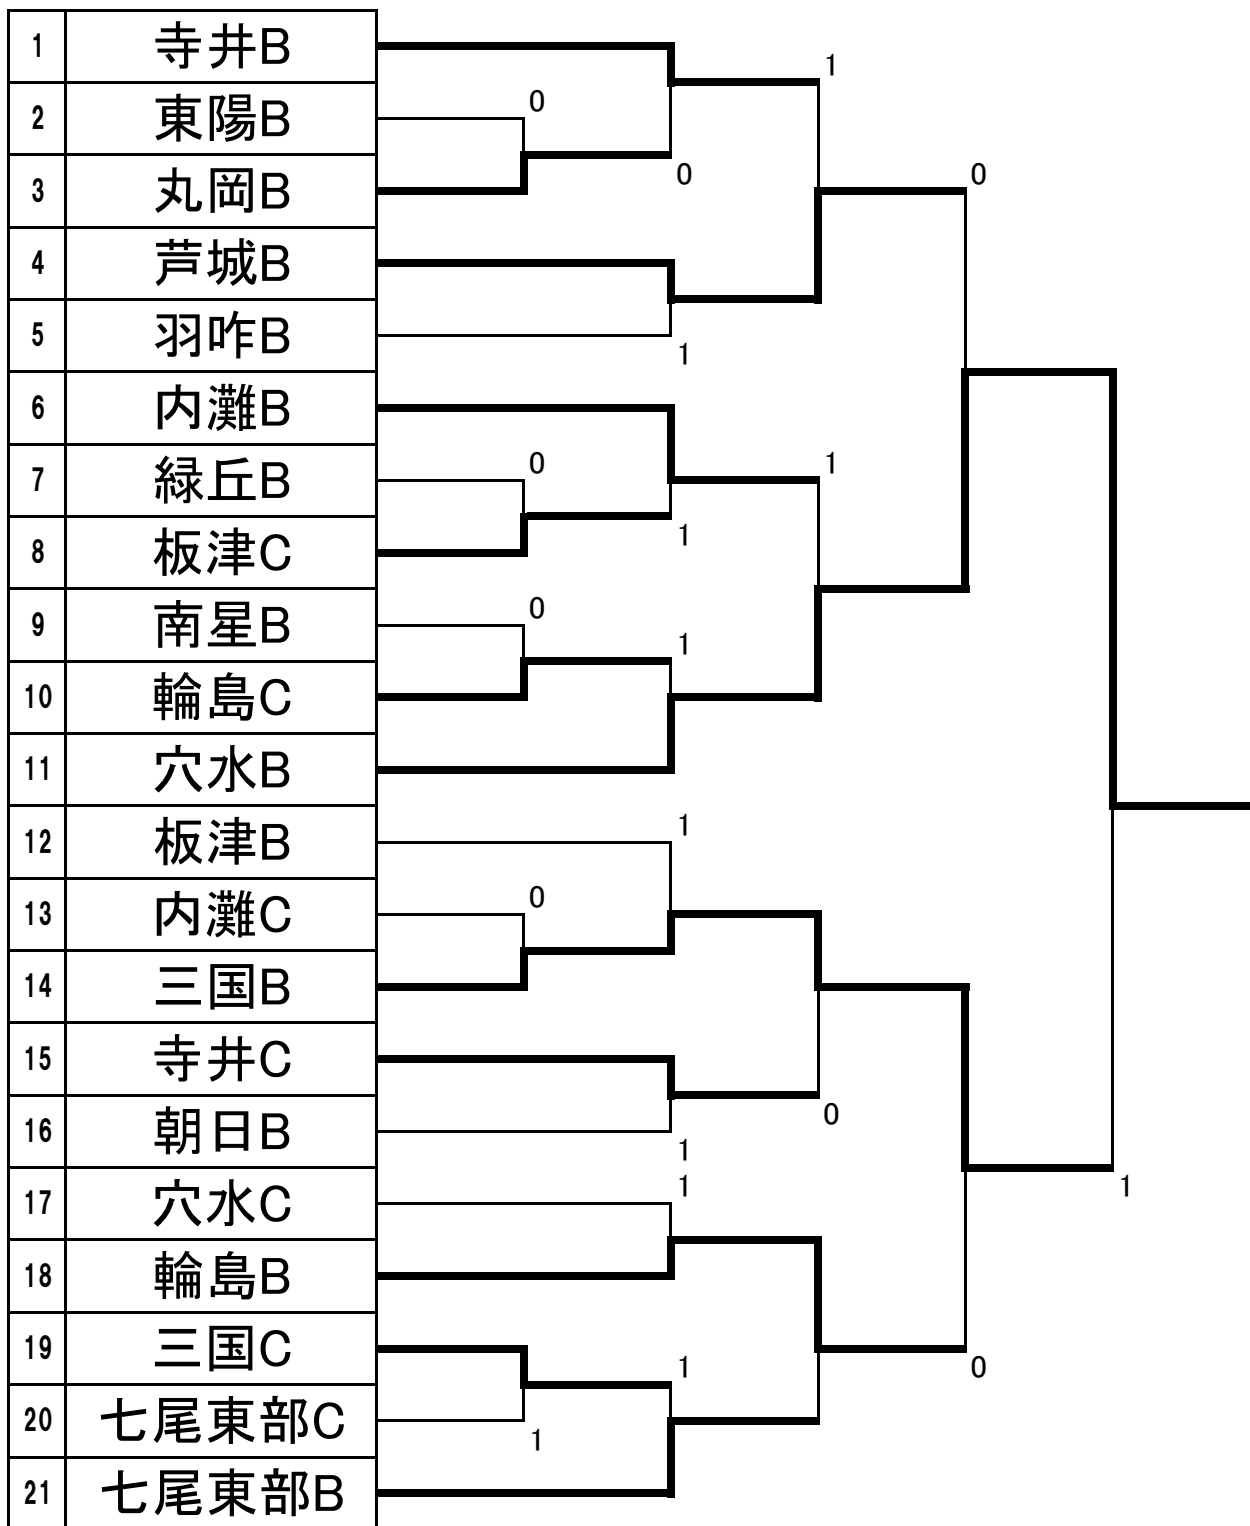 1 寺井B
1
2 東陽B
0
0
0
3 丸岡B
4 芦城B
5 羽咋B
1
6 内灘B
7 緑丘B
0
1
8 板津C
1
9 南星B
0
1
10 輪島C
11 穴水B
12 板津B
1
13 内灘C
0
14 三国B
15 寺井C
16 朝日B
0
1
17 穴水C
1
1
18 輪島B
19 三国C
1
0
20 七尾東部C
1
21 七尾東部B